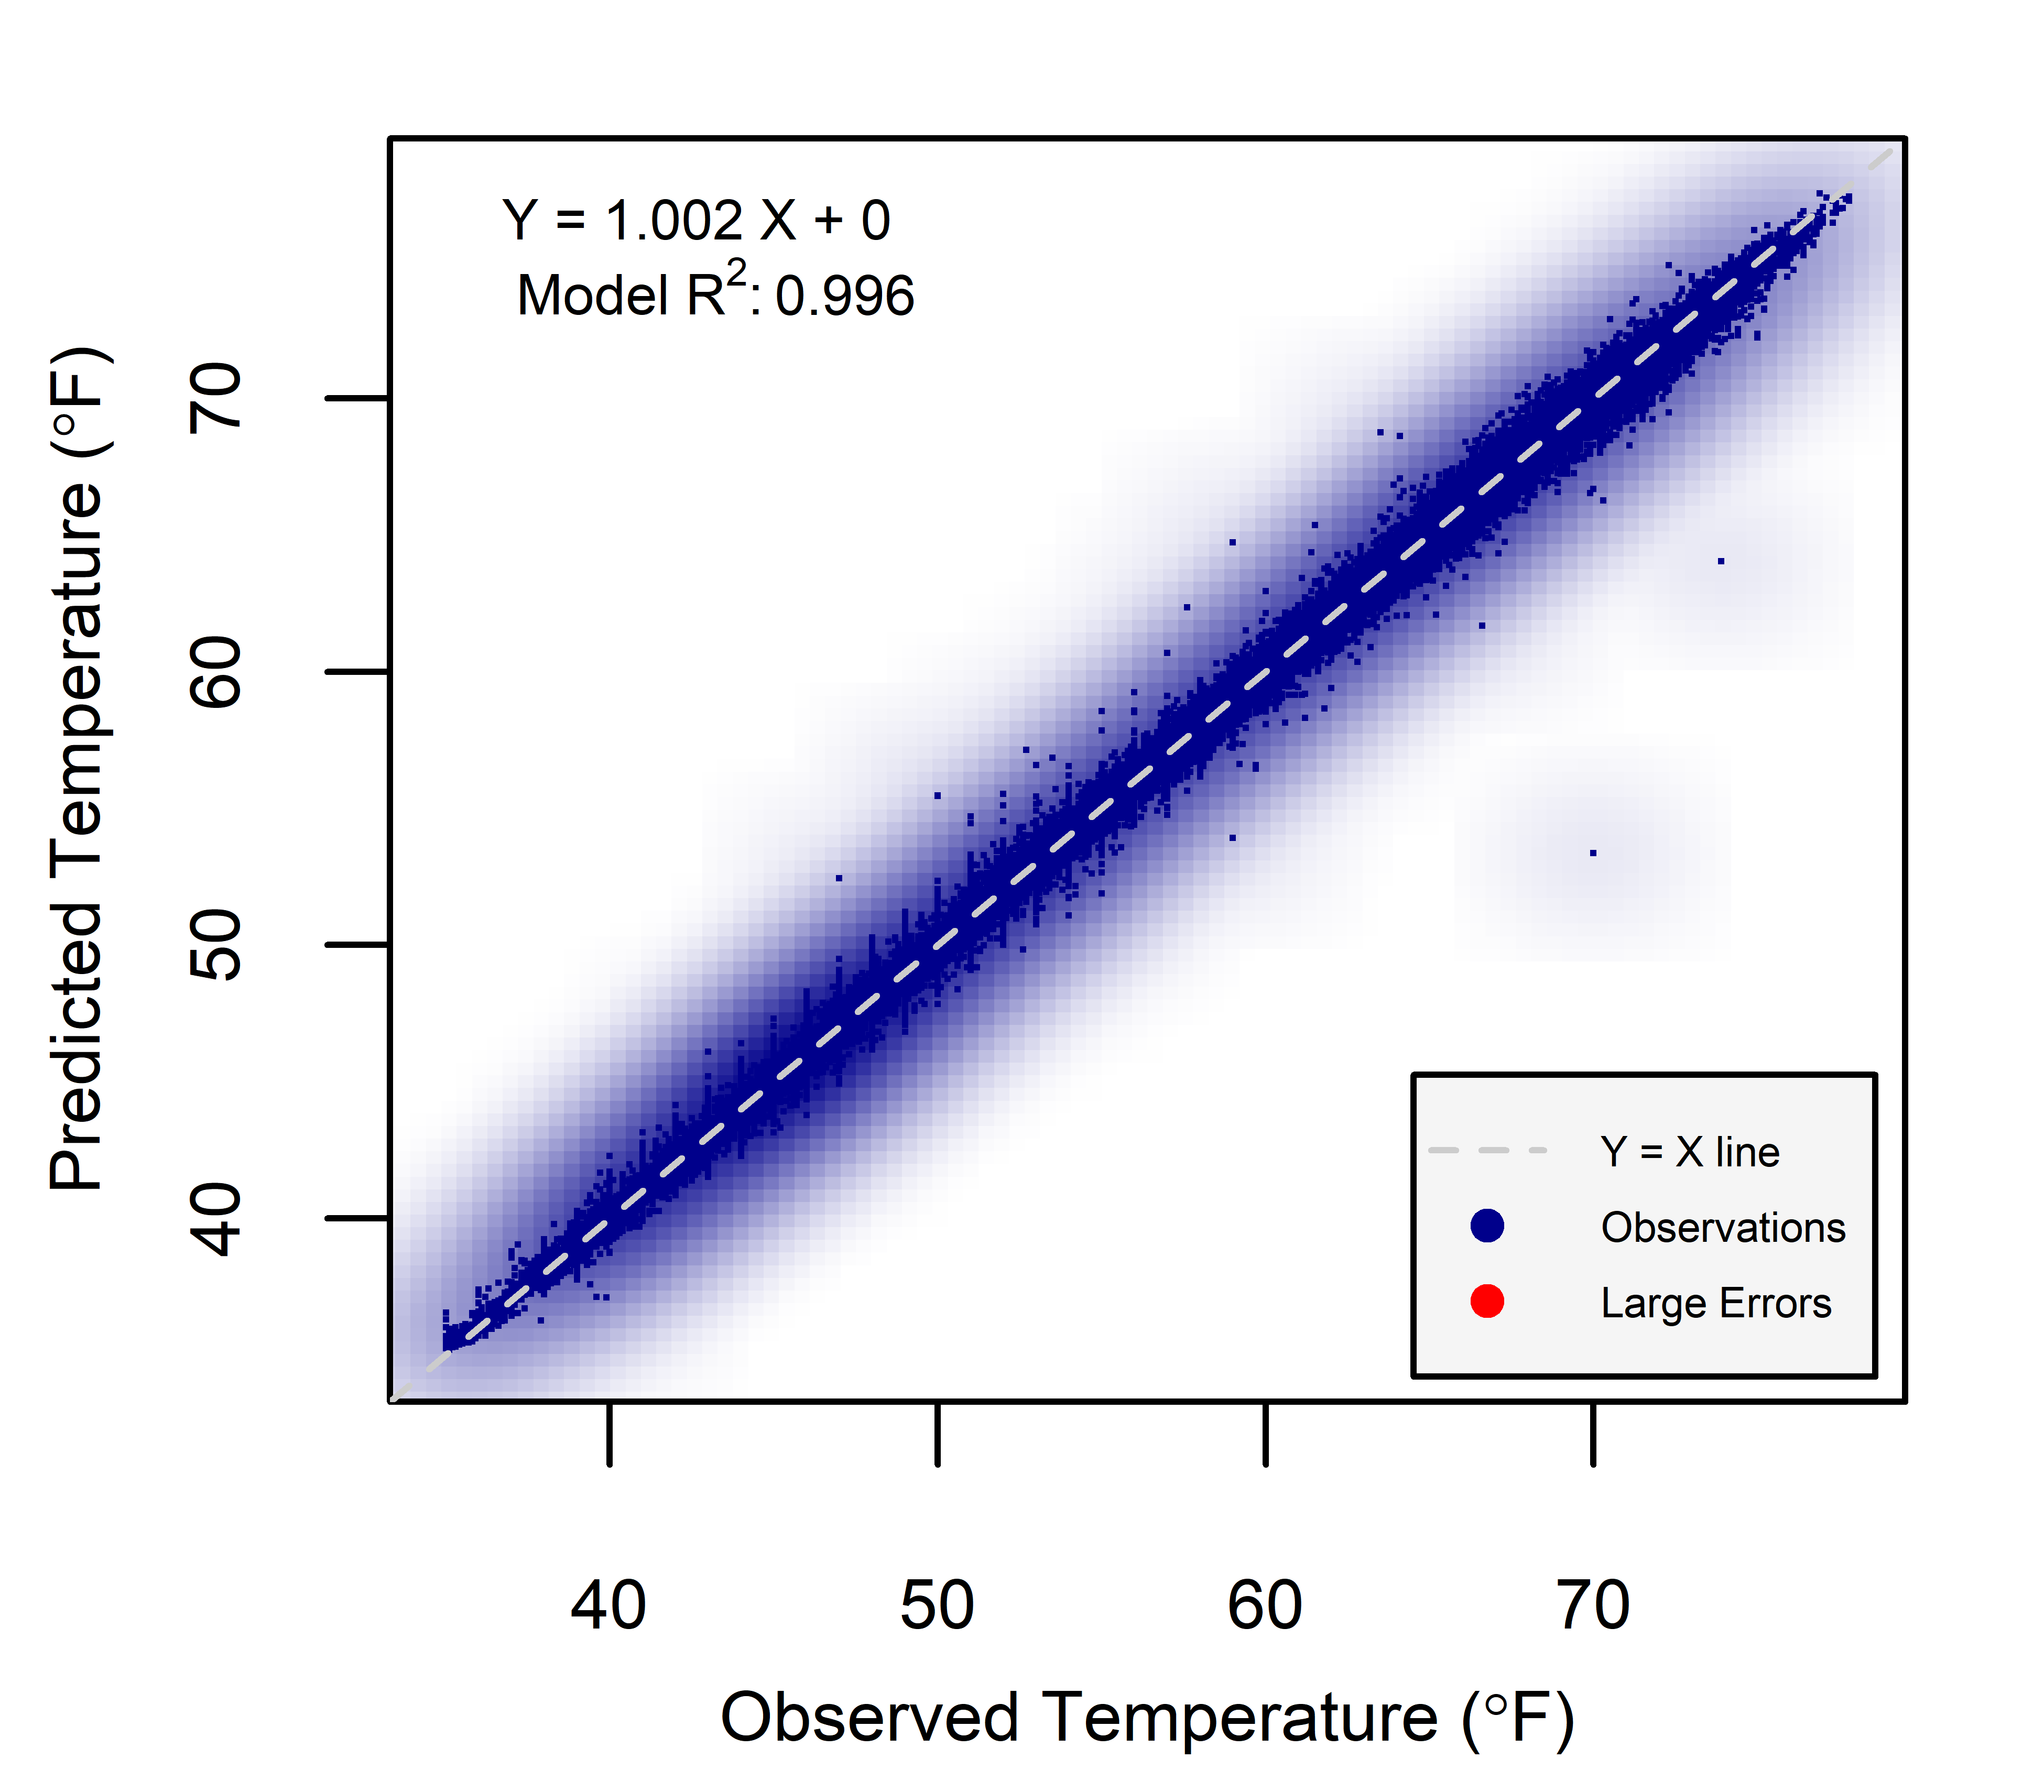 Y = 1.002 X + 0
Model R²: 0.996
Predicted Temperature (°F)
70
60
50
40
Y = X line
Observations
Large Errors
40 50 60 70
Observed Temperature (°F)